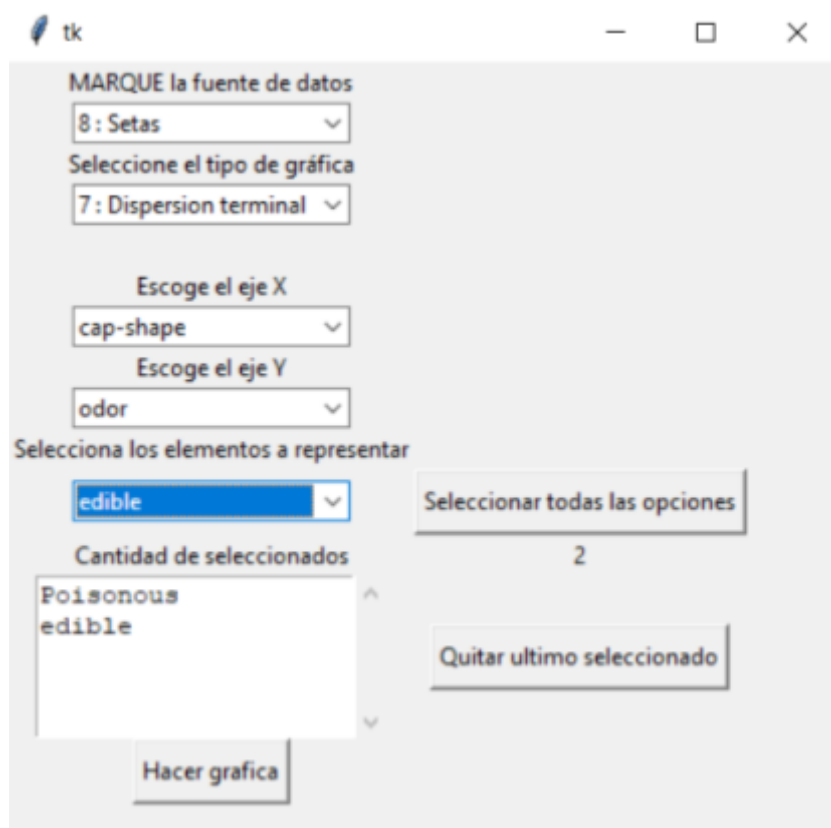 tk
MARQUE la fuente de datos
8 : Setas
Seleccione el tipo de gráfica
7 : Dispersion terminal
Escoge el eje X
cap-shape
Escoge el eje Y
odor
Selecciona los elementos a representar
edible
Seleccionar todas las opciones
Cantidad de seleccionados
2
Poisonous
edible
Quitar ultimo seleccionado
Hacer grafica